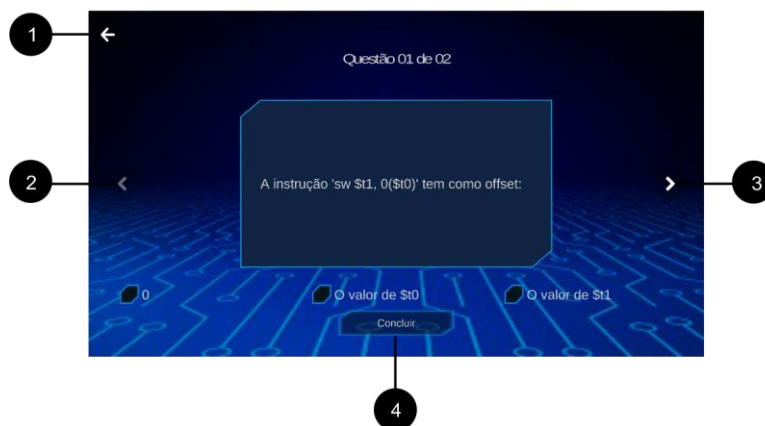 1
Questão 01 de 02
2
A instrução 'sw $t1, 0($t0)' tem como offset:
3
0
O valor de $t0
O valor de $t1
Concluir
4